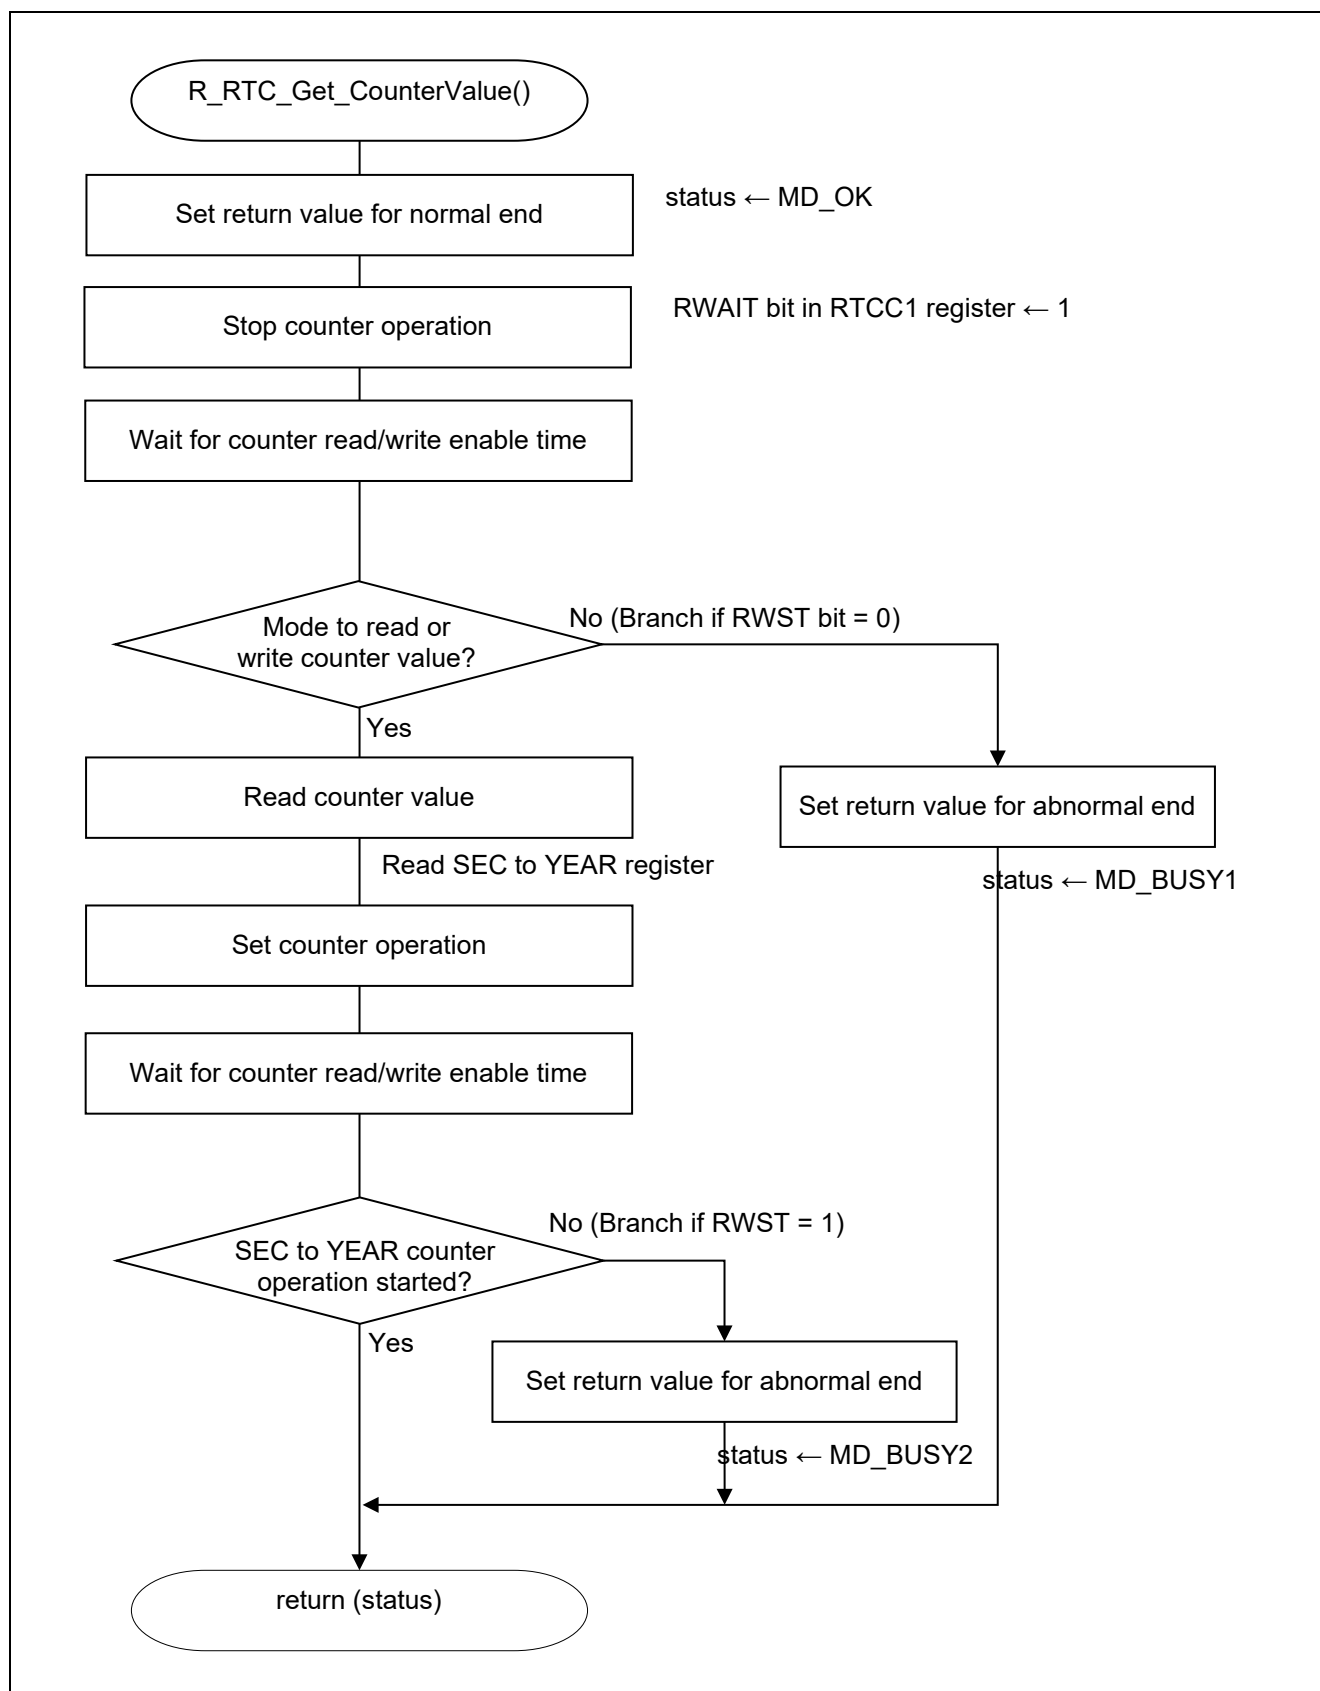 R_RTC_Get_CounterValue()
Set return value for normal end
status ← MD_OK
Stop counter operation
RWAIT bit in RTCC1 register ← 1
Wait for counter read/write enable time
Mode to read or
write counter value?
No (Branch if RWST bit = 0)
Yes
Read counter value
Set return value for abnormal end
Read SEC to YEAR register
status ← MD_BUSY1
Set counter operation
Wait for counter read/write enable time
No (Branch if RWST = 1)
SEC to YEAR counter
operation started?
Yes
Set return value for abnormal end
status ← MD_BUSY2
return (status)